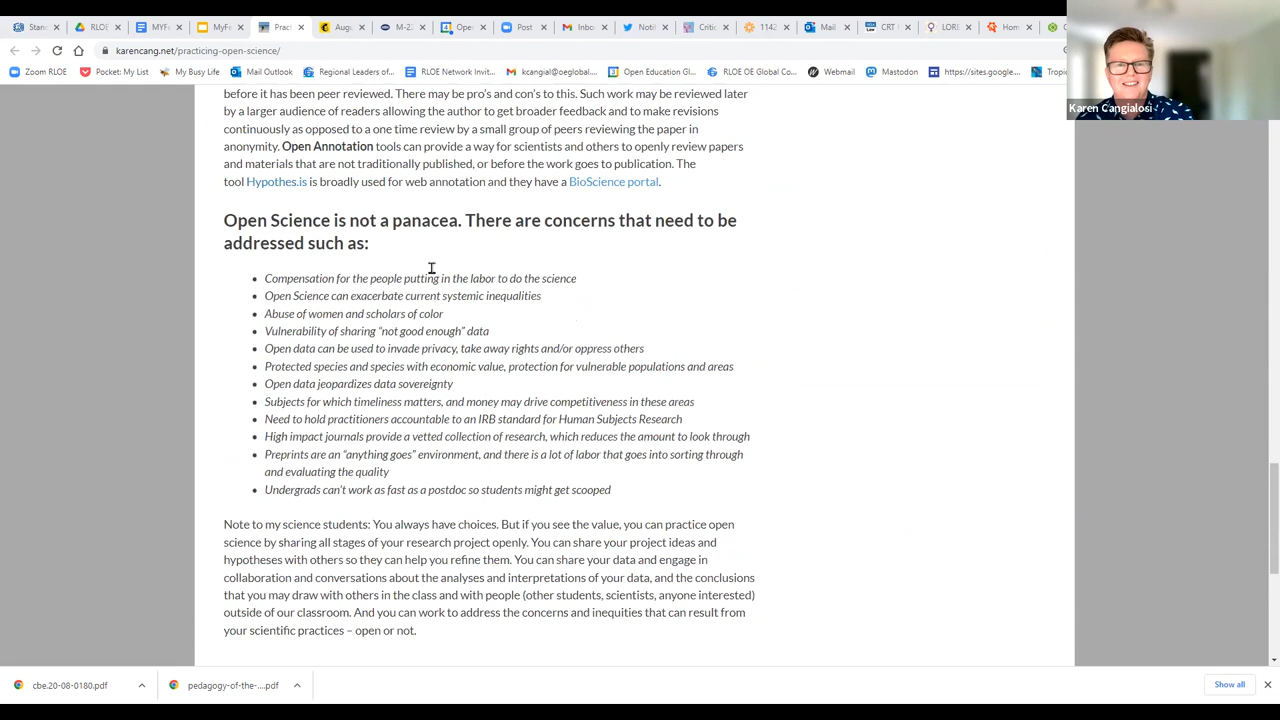 Stanc
RLOE
MYFe
MyFe
Pract
Augu
M-22
Open
Post
Inbo
Twitt
Notif
Critic
1142
Mail
CRT
LORI
Hom
karencang.net/practicing-open-science/
Zoom RLOE
Pocket: My List
My Busy Life
Mail Outlook
Regional Leaders of...
RLOE Network Invit...
kcangial@oeglobal....
Open Education Gl...
RLOE OE Global Co...
Webmail
Mastodon
https://sites.google....
Tropi
Karen Cangialosi
before it has been peer reviewed. There may be pro's and con's to this. Such work may be reviewed later
by a larger audience of readers allowing the author to get broader feedback and to make revisions
continuously as opposed to a one time review by a small group of peers reviewing the paper in
anonymity. Open Annotation tools can provide a way for scientists and others to openly review papers
and materials that are not traditionally published, or before the work goes to publication. The
tool Hypothes.is is broadly used for web annotation and they have a BioScience portal.
Open Science is not a panacea. There are concerns that need to be
addressed such as:
• Compensation for the people putting in the labor to do the science
• Open Science can exacerbate current systemic inequalities
• Abuse of women and scholars of color
• Vulnerability of sharing “not good enough” data
• Open data can be used to invade privacy, take away rights and/or oppress others
• Protected species and species with economic value, protection for vulnerable populations and areas
• Open data jeopardizes data sovereignty
• Subjects for which timeliness matters, and money may drive competitiveness in these areas
• Need to hold practitioners accountable to an IRB standard for Human Subjects Research
• High impact journals provide a vetted collection of research, which reduces the amount to look through
• Preprints are an “anything goes” environment, and there is a lot of labor that goes into sorting through
and evaluating the quality
• Undergrads can't work as fast as a postdoc so students might get scooped
Note to my science students: You always have choices. But if you see the value, you can practice open
science by sharing all stages of your research project openly. You can share your project ideas and
hypotheses with others so they can help you refine them. You can share your data and engage in
collaboration and conversations about the analyses and interpretations of your data, and the conclusions
that you may draw with others in the class and with people (other students, scientists, anyone interested)
outside of our classroom. And you can work to address the concerns and inequities that can result from
your scientific practices – open or not.
cbe.20-08-0180.pdf
pedagogy-of-the-....pdf
Show all